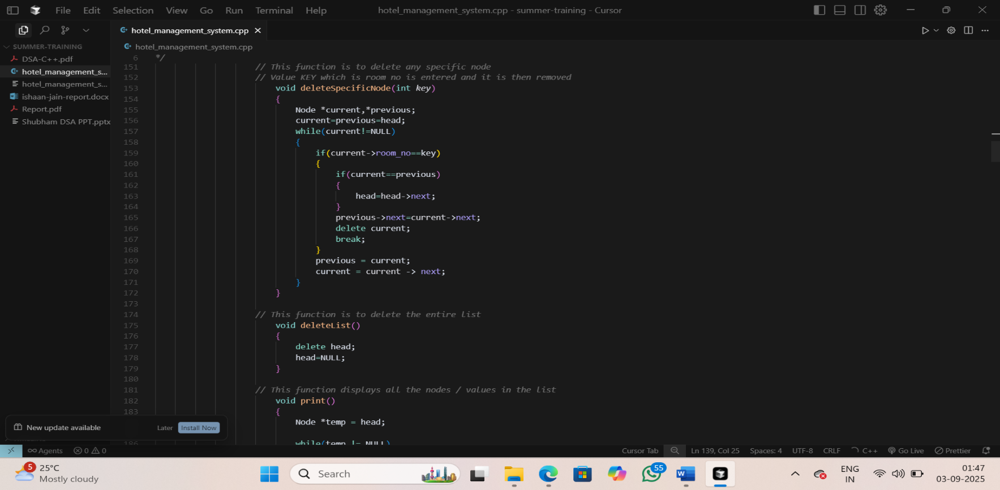 File Edit Selection View Go Run Terminal Help hotel_management_system.cpp - summer-training - Cursor
hotel_management_system.cpp
SUMMER-TRAINING
DSA-C++.pdf
hotel_management_s...
hotel_management_s...
ishaan-jain-report.docx
Report.pdf
Shubham DSA PPT.pptx
hotel_management_system.cpp
6 */
151 // This function is to delete any specific node
152 // Value KEY which is room no is entered and it is then removed
153 void deleteSpecificNode(int key)
154 {
155 Node *current,*previous;
156 current=previous=head;
157 while(current!=NULL)
158 {
159 if(current->room_no==key)
160 {
161 if(current==previous)
162 {
163 head=head->next;
164 }
165 previous->next=current->next;
166 delete current;
167 break;
168 }
169 previous = current;
170 current = current -> next;
171 }
172 }
173
174 // This function is to delete the entire list
175 void deleteList()
176 {
177 delete head;
178 head=NULL;
179 }
180
181 // This function displays all the nodes / values in the list
182 void print()
183 {
Node *temp = head;
186 while(temp != NULL)
New update available Later Install Now
Agents 0 0 Cursor Tab Ln 139, Col 25 Spaces: 4 UTF-8 CRLF C++ Go Live Prettier
5 25°C
Mostly cloudy
Search
55
ENG
IN
01:47
03-09-2025